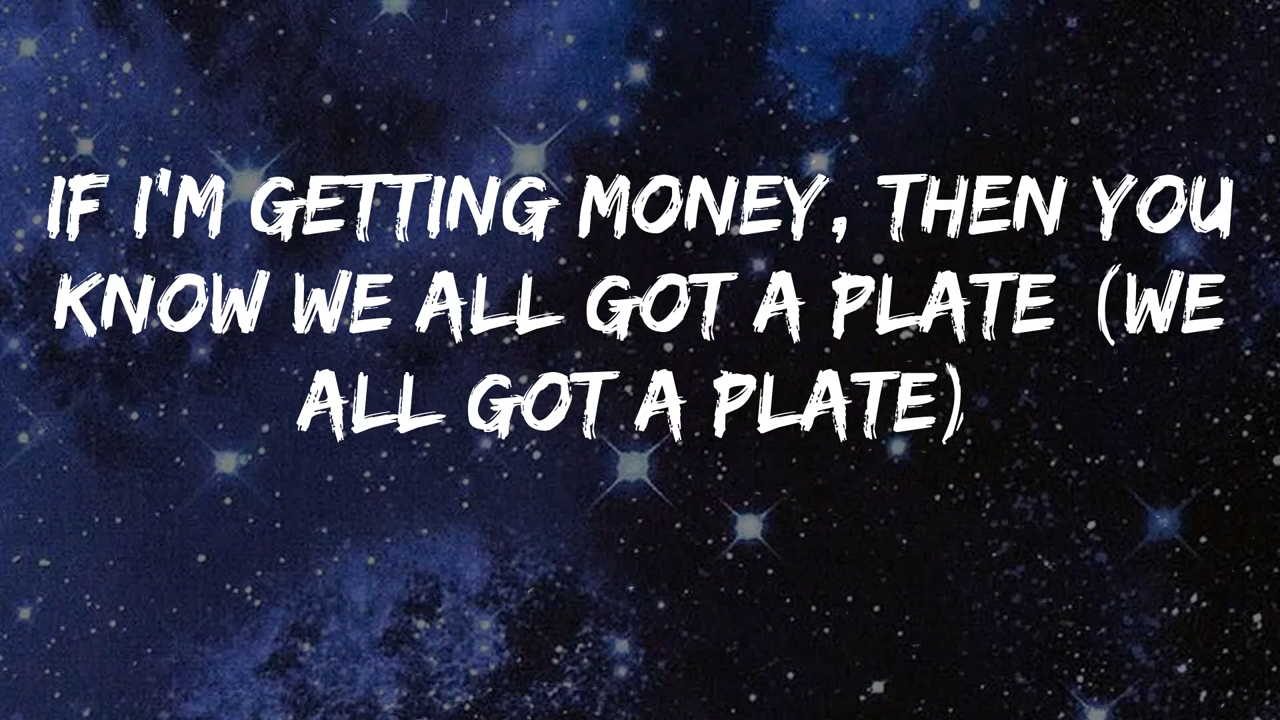 IF I'M GETTING MONEY, THEN YOU
KNOW WE ALL GOT A PLATE (WE
ALL GOT A PLATE)